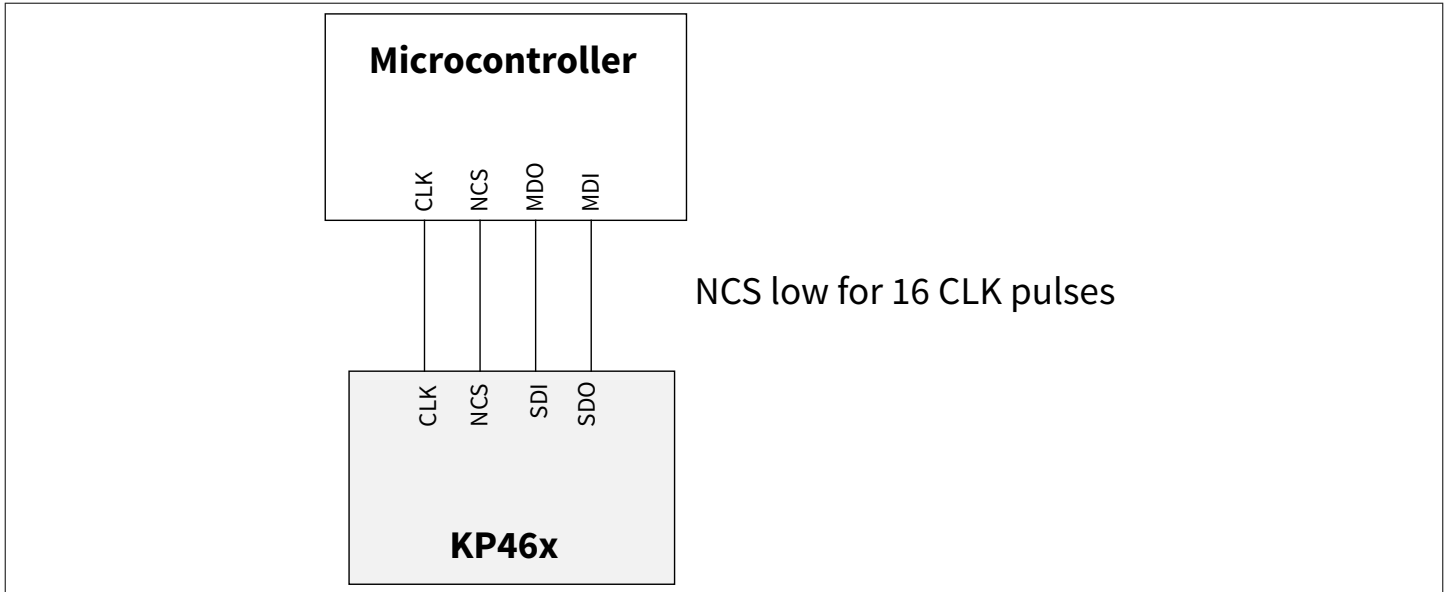 Microcontroller
CLK
NCS
MDO
MDI
NCS low for 16 CLK pulses
CLK
NCS
SDI
SDO
KP46x